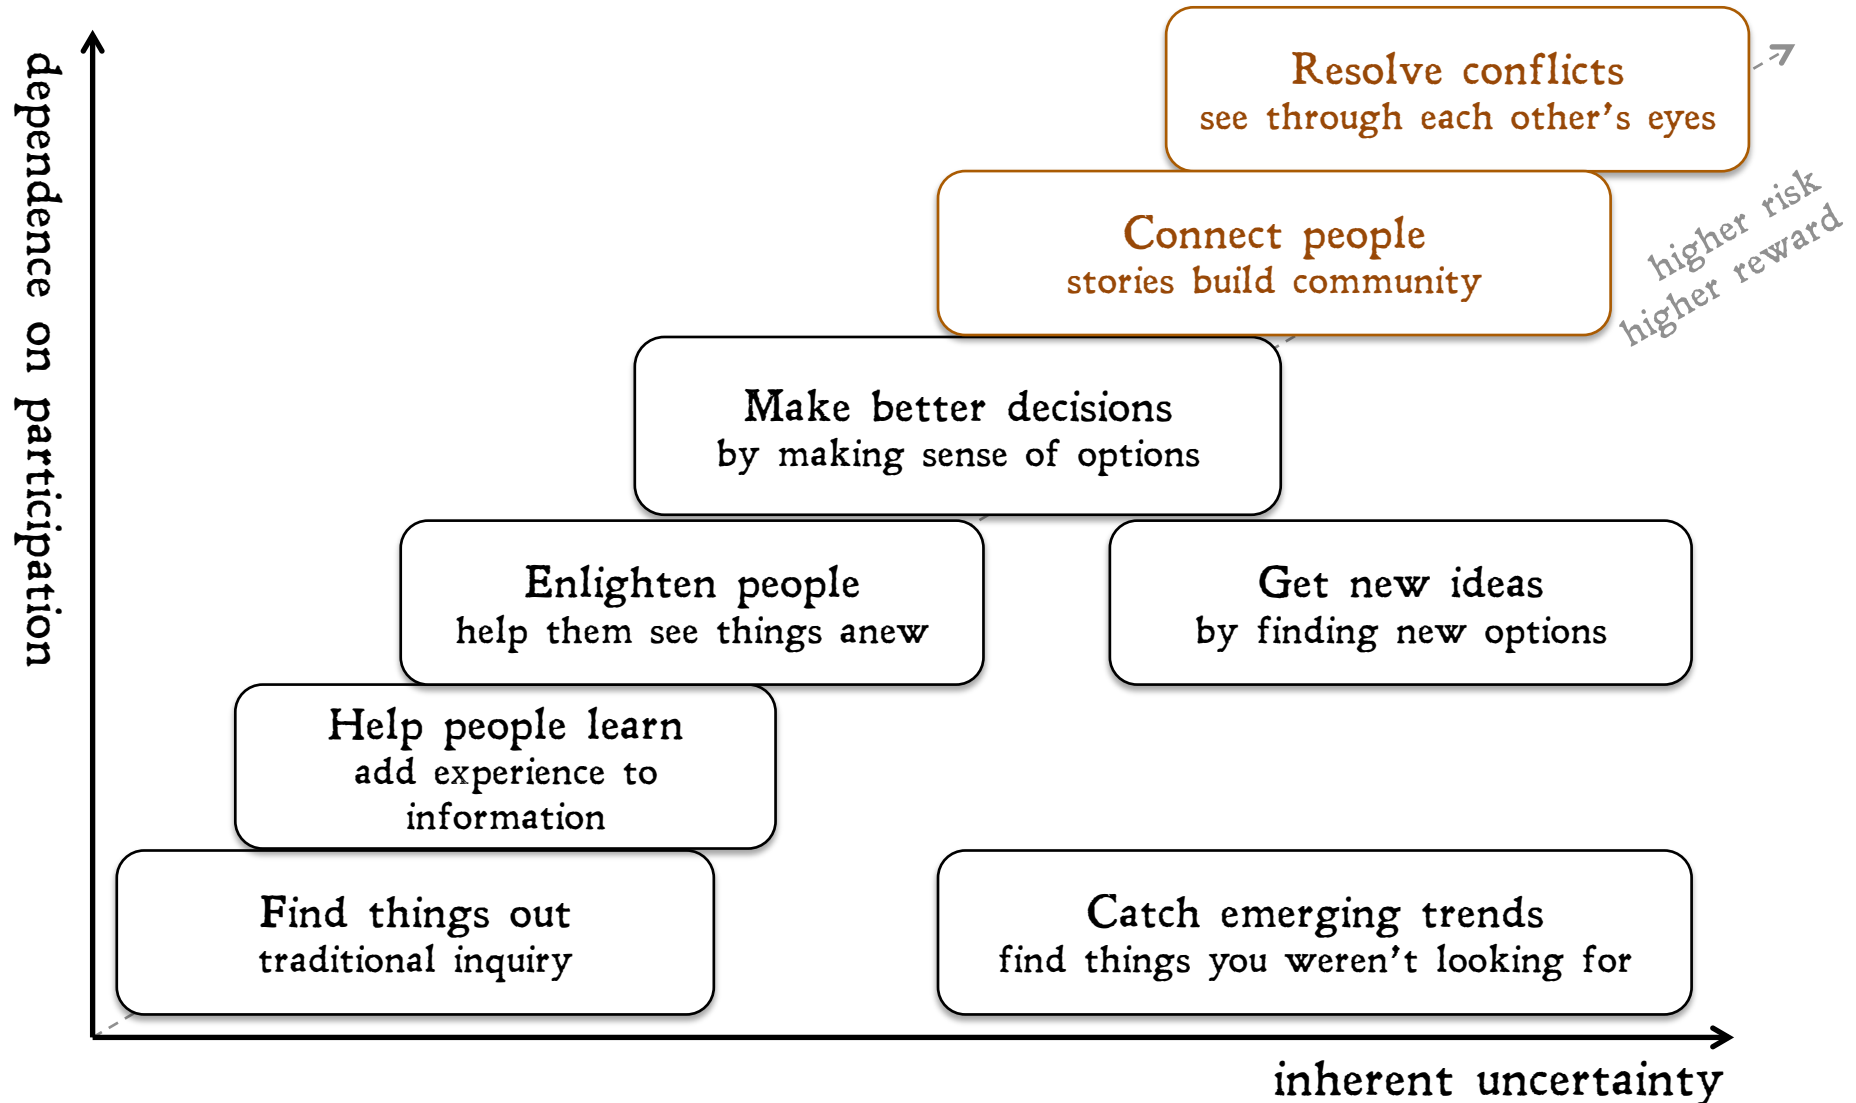 dependence on participation
Resolve conflicts
see through each other's eyes
higher risk
higher reward
Connect people
stories build community
Make better decisions
by making sense of options
Enlighten people
help them see things anew
Get new ideas
by finding new options
Help people learn
add experience to
information
Find things out
traditional inquiry
Catch emerging trends
find things you weren't looking for
inherent uncertainty